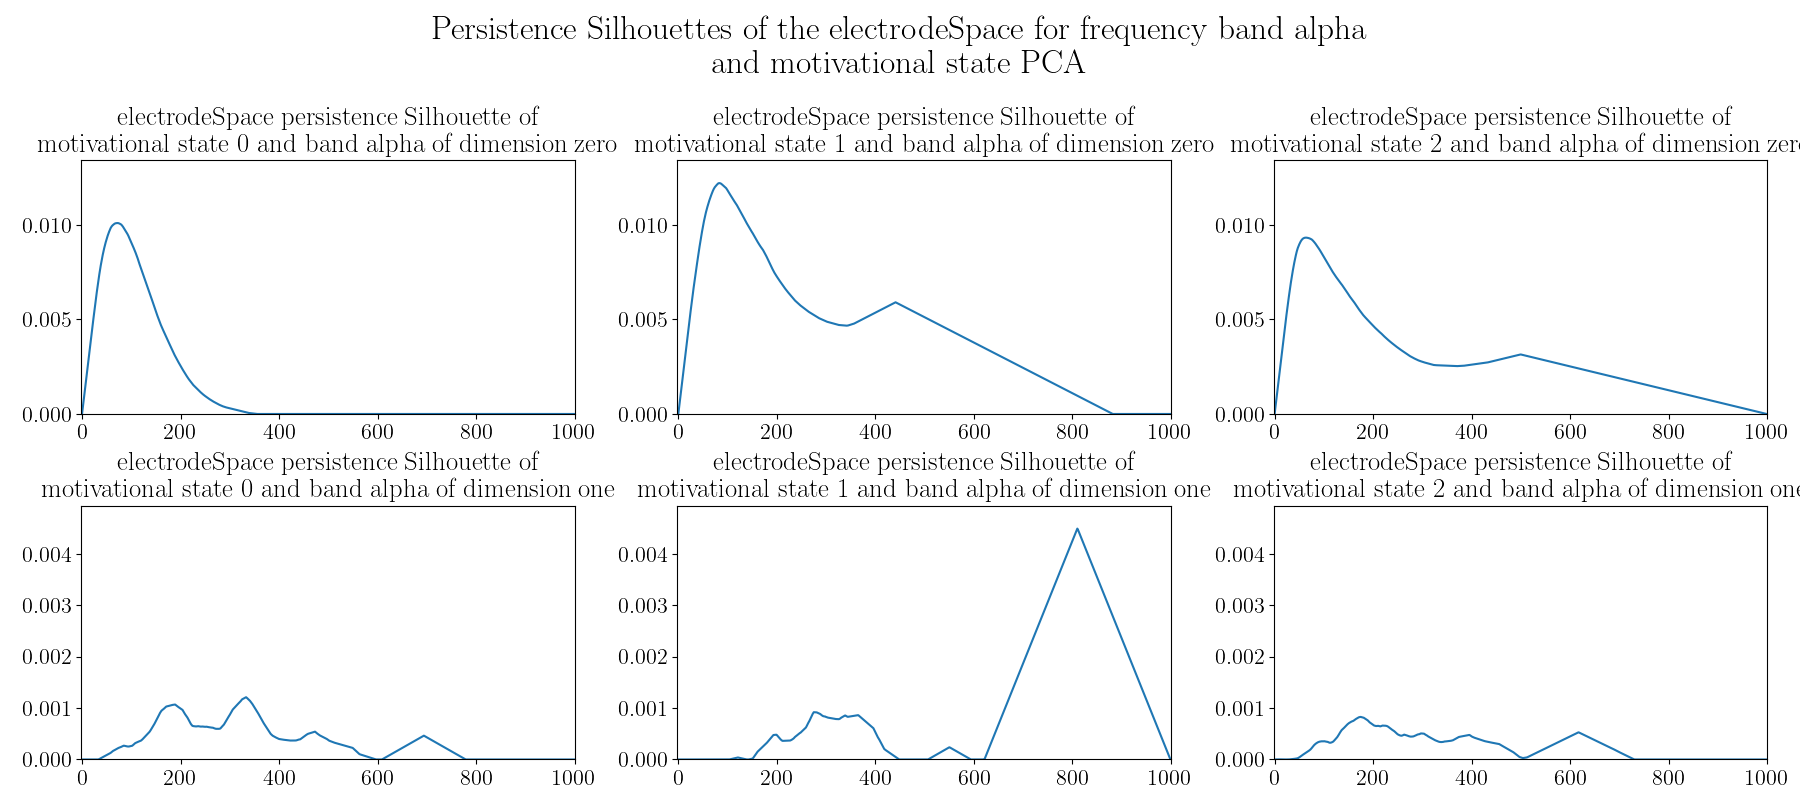 Persistence Silhouettes of the electrodeSpace for frequency band alpha
and motivational state PCA
electrodeSpace persistence Silhouette of
motivational state 0 and band alpha of dimension zero
electrodeSpace persistence Silhouette of
motivational state 1 and band alpha of dimension zero
electrodeSpace persistence Silhouette of
motivational state 2 and band alpha of dimension zero
0.010
0.005
0.000
0 200 400 600 800 1000
0.010
0.005
0.000
0 200 400 600 800 1000
0.010
0.005
0.000
0 200 400 600 800 1000
electrodeSpace persistence Silhouette of
motivational state 0 and band alpha of dimension one
electrodeSpace persistence Silhouette of
motivational state 1 and band alpha of dimension one
electrodeSpace persistence Silhouette of
motivational state 2 and band alpha of dimension one
0.004
0.003
0.002
0.001
0.000
0 200 400 600 800 1000
0.004
0.003
0.002
0.001
0.000
0 200 400 600 800 1000
0.004
0.003
0.002
0.001
0.000
0 200 400 600 800 1000